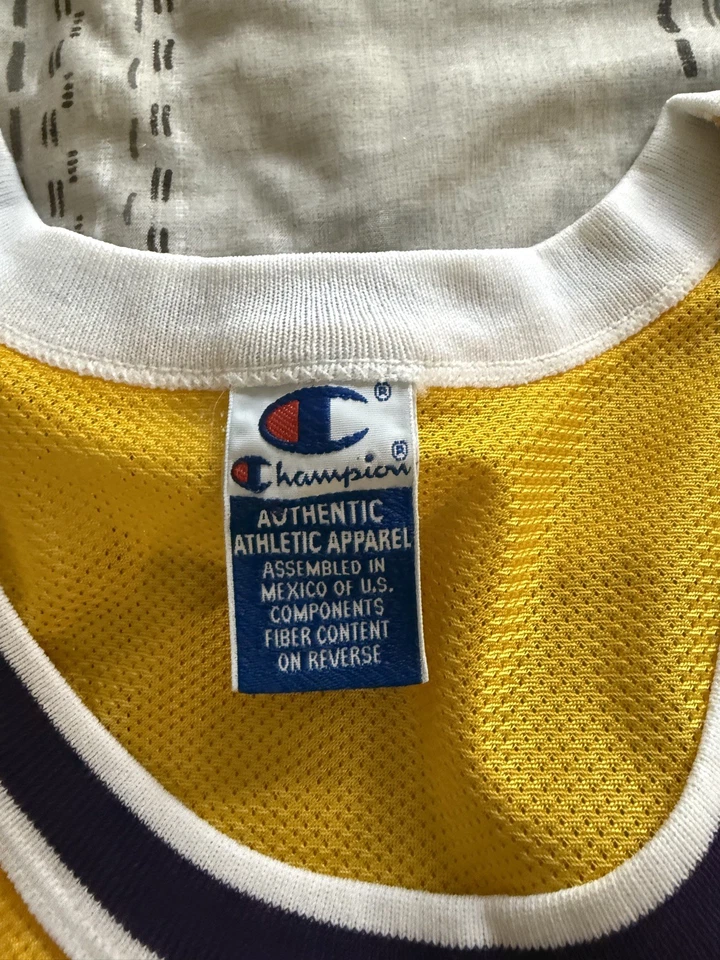 ®
Champion®
AUTHENTIC
ATHLETIC APPAREL
ASSEMBLED IN
MEXICO OF U.S.
COMPONENTS
FIBER CONTENT
ON REVERSE